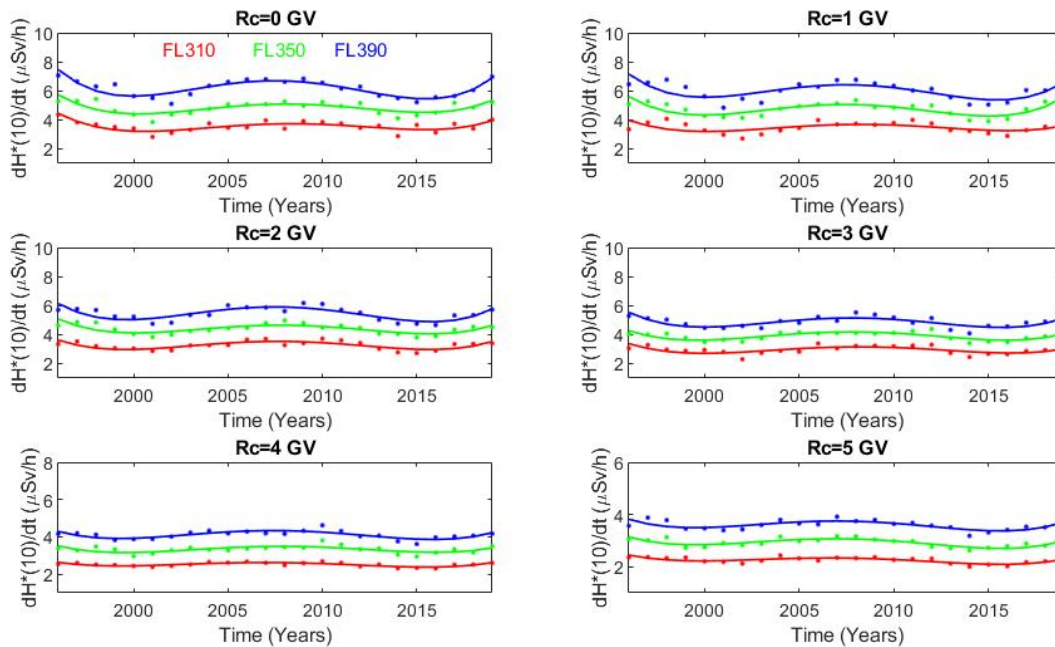 Rc=0 GV
dH*(10)/dt (μSv/h)
10
8
6
4
2
FL310 FL350 FL390
2000 2005 2010 2015
Time (Years)
Rc=1 GV
dH*(10)/dt (μSv/h)
10
8
6
4
2
2000 2005 2010 2015
Time (Years)
Rc=2 GV
dH*(10)/dt (μSv/h)
10
8
6
4
2
2000 2005 2010 2015
Time (Years)
Rc=3 GV
dH*(10)/dt (μSv/h)
10
8
6
4
2
2000 2005 2010 2015
Time (Years)
Rc=4 GV
dH*(10)/dt (μSv/h)
8
6
4
2
2000 2005 2010 2015
Time (Years)
Rc=5 GV
dH*(10)/dt (μSv/h)
6
4
2
2000 2005 2010 2015
Time (Years)